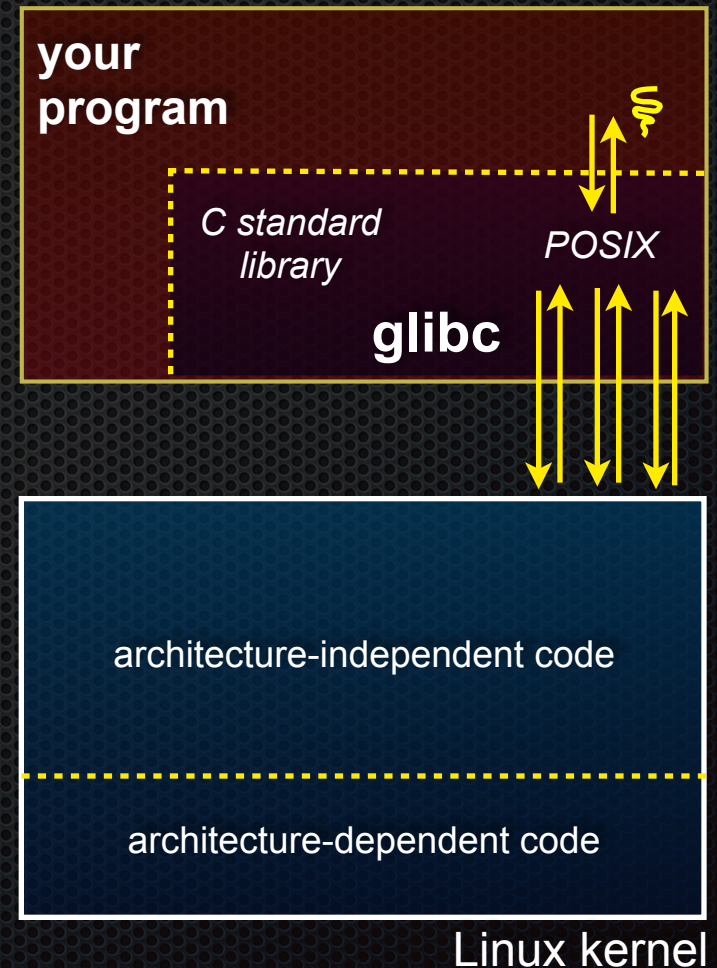 your
program
C standard
library
POSIX
glibc
architecture-independent code
architecture-dependent code
Linux kernel